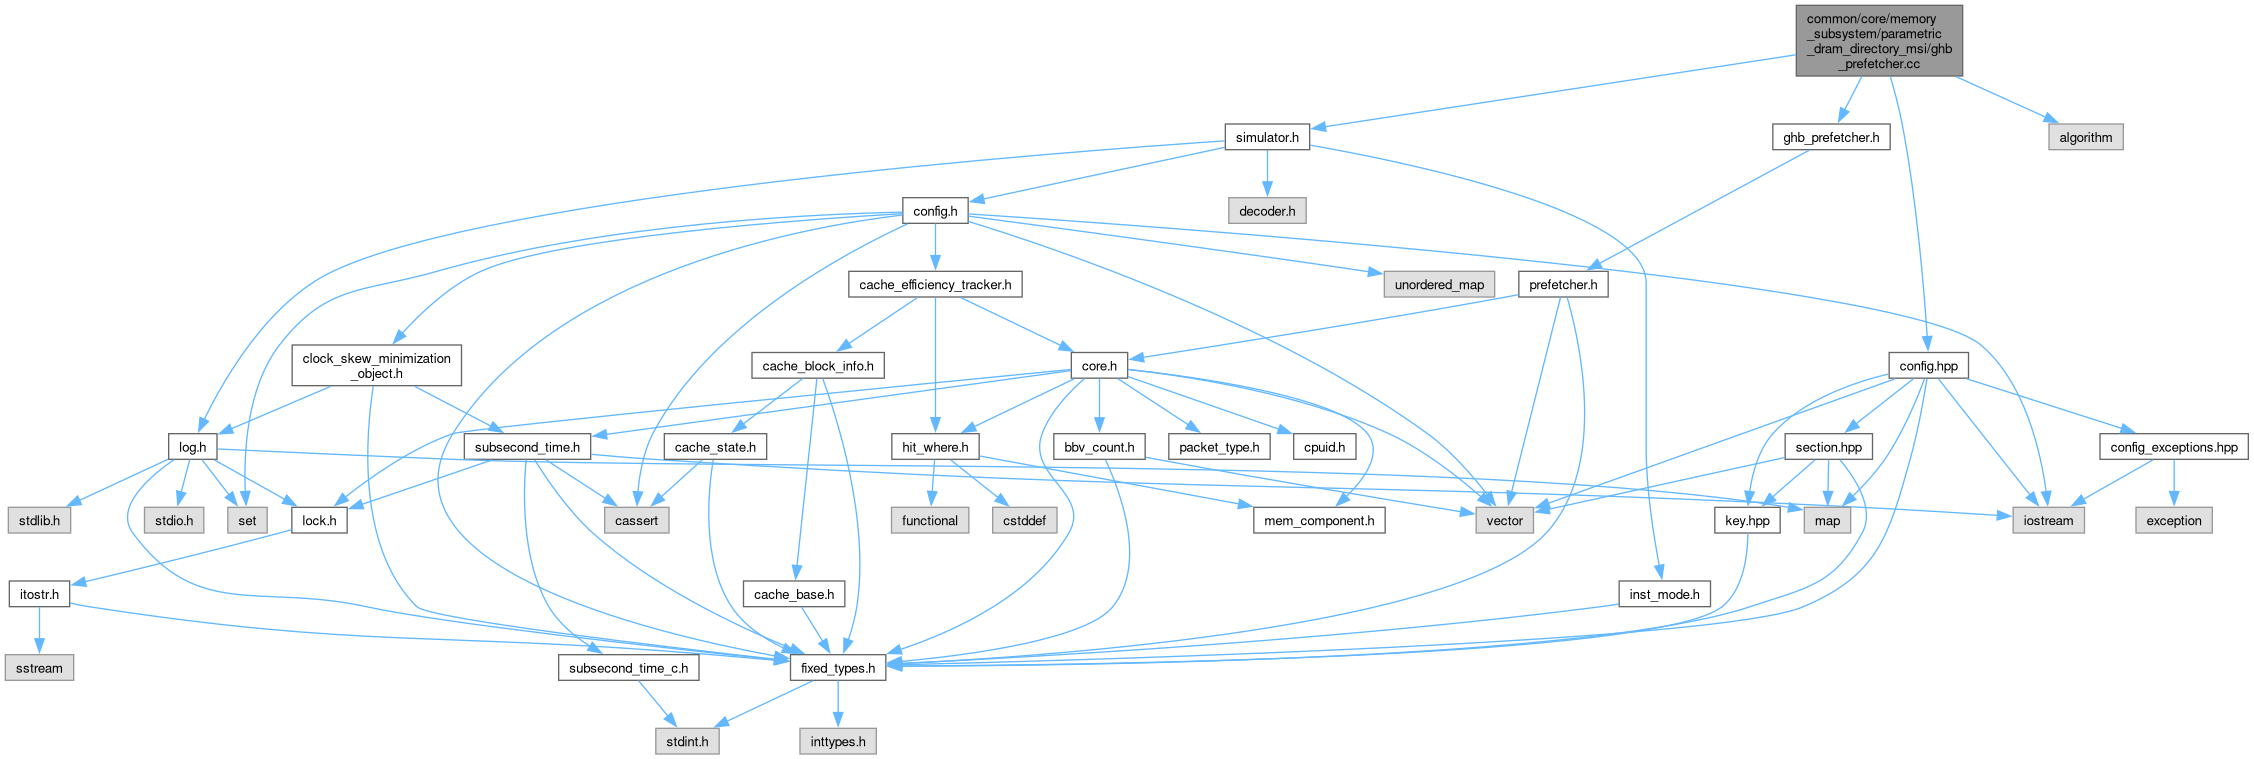 common/core/memory
_subsystem/parametric
_dram_directory_msi/ghb
_prefetcher.cc
simulator.h
ghb_prefetcher.h
algorithm
config.h
decoder.h
cache_efficiency_tracker.h
unordered_map
prefetcher.h
clock_skew_minimization
_object.h
cache_block_info.h
core.h
config.hpp
log.h
subsecond_time.h
cache_state.h
hit_where.h
bbv_count.h
packet_type.h
cpuid.h
section.hpp
config_exceptions.hpp
stdlib.h
stdio.h
set
lock.h
cassert
functional
cstddef
mem_component.h
vector
key.hpp
map
iostream
exception
itostr.h
cache_base.h
inst_mode.h
sstream
subsecond_time_c.h
fixed_types.h
stdint.h
inttypes.h